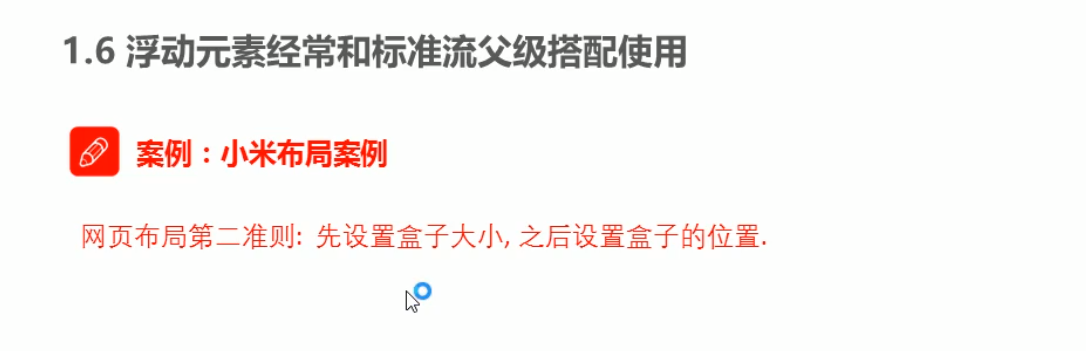 1.6 浮动元素经常和标准流父级搭配使用
案例：小米布局案例
网页布局第二准则: 先设置盒子大小, 之后设置盒子的位置.